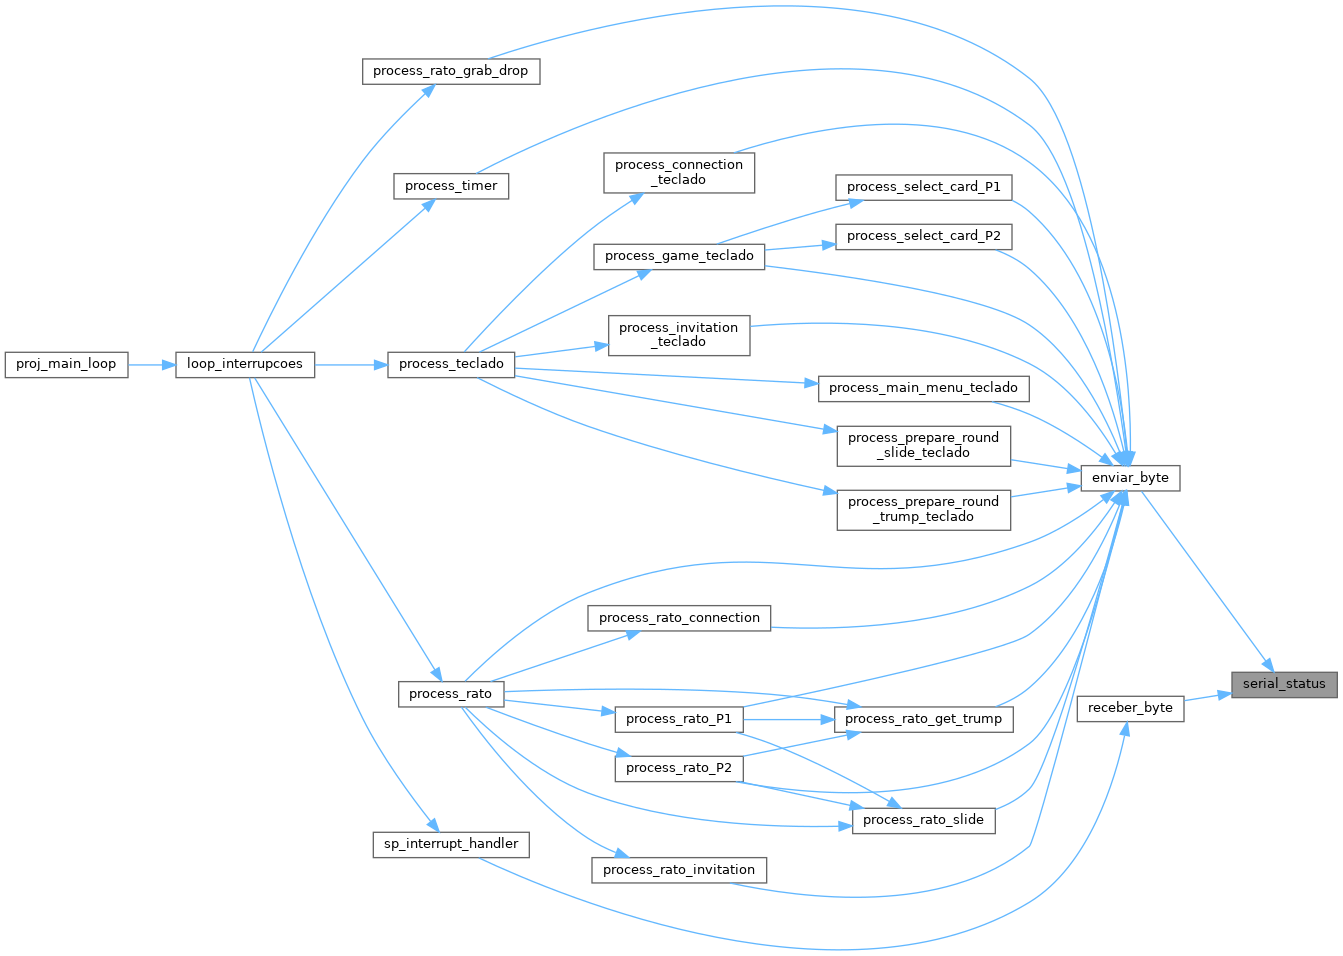 process_rato_grab_drop
process_timer
process_connection
_teclado
process_select_card_P1
process_select_card_P2
process_game_teclado
process_invitation
_teclado
proj_main_loop
loop_interrupcoes
process_teclado
process_main_menu_teclado
process_prepare_round
_slide_teclado
enviar_byte
process_prepare_round
_trump_teclado
process_rato_connection
serial_status
process_rato
receber_byte
process_rato_P1
process_rato_get_trump
process_rato_P2
process_rato_slide
sp_interrupt_handler
process_rato_invitation